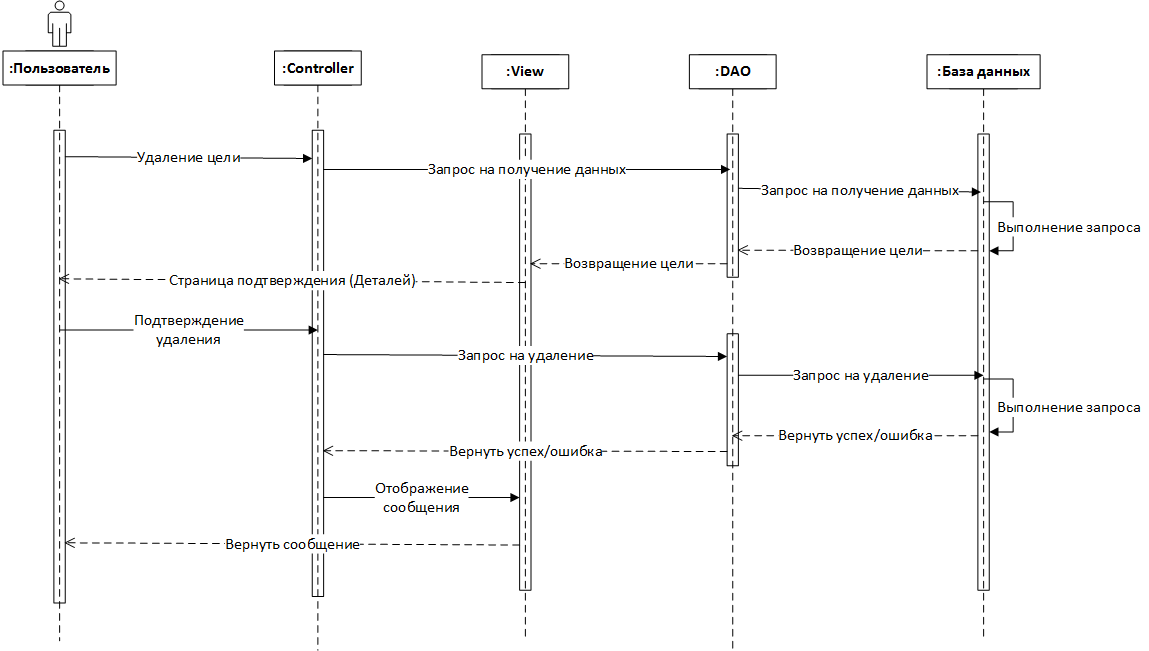 :Пользователь
:Controller
:View
:DAO
:База данных
Удаление цели
Запрос на получение данных
Запрос на получение данных
Выполнение запроса
Возвращение цели
Возвращение цели
Страница подтверждения (Деталей)
Подтверждение
удаления
Запрос на удаление
Запрос на удаление
Выполнение запроса
Вернуть успех/ошибка
Вернуть успех/ошибка
Отображение
сообщения
Вернуть сообщение